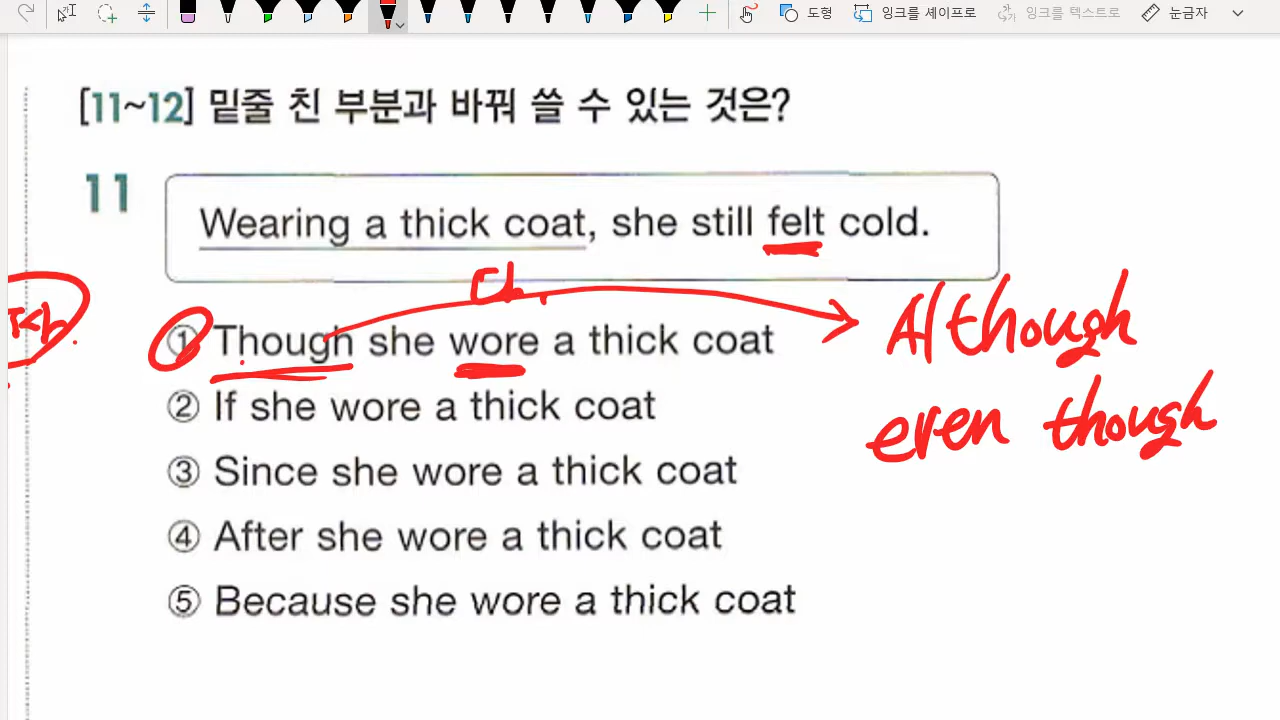 도형 잉크를 셰이프로 잉크를 텍스트로 눈금자
[11~12] 밑줄 친 부분과 바꿔 쓸 수 있는 것은?
11
Wearing a thick coat, she still felt cold.
① Though she wore a thick coat
Although
② If she wore a thick coat
even though
③ Since she wore a thick coat
④ After she wore a thick coat
⑤ Because she wore a thick coat